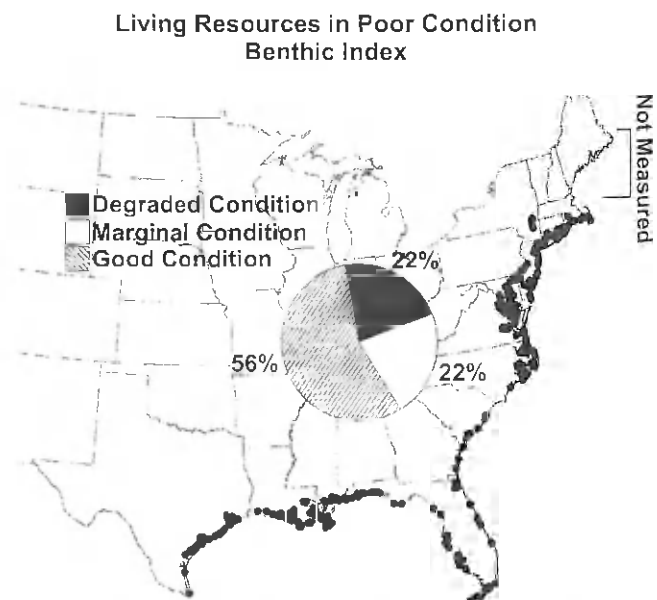 Living Resources in Poor Condition
Benthic Index
Not Measured
Degraded Condition
Marginal Condition
Good Condition
22%
56%
22%